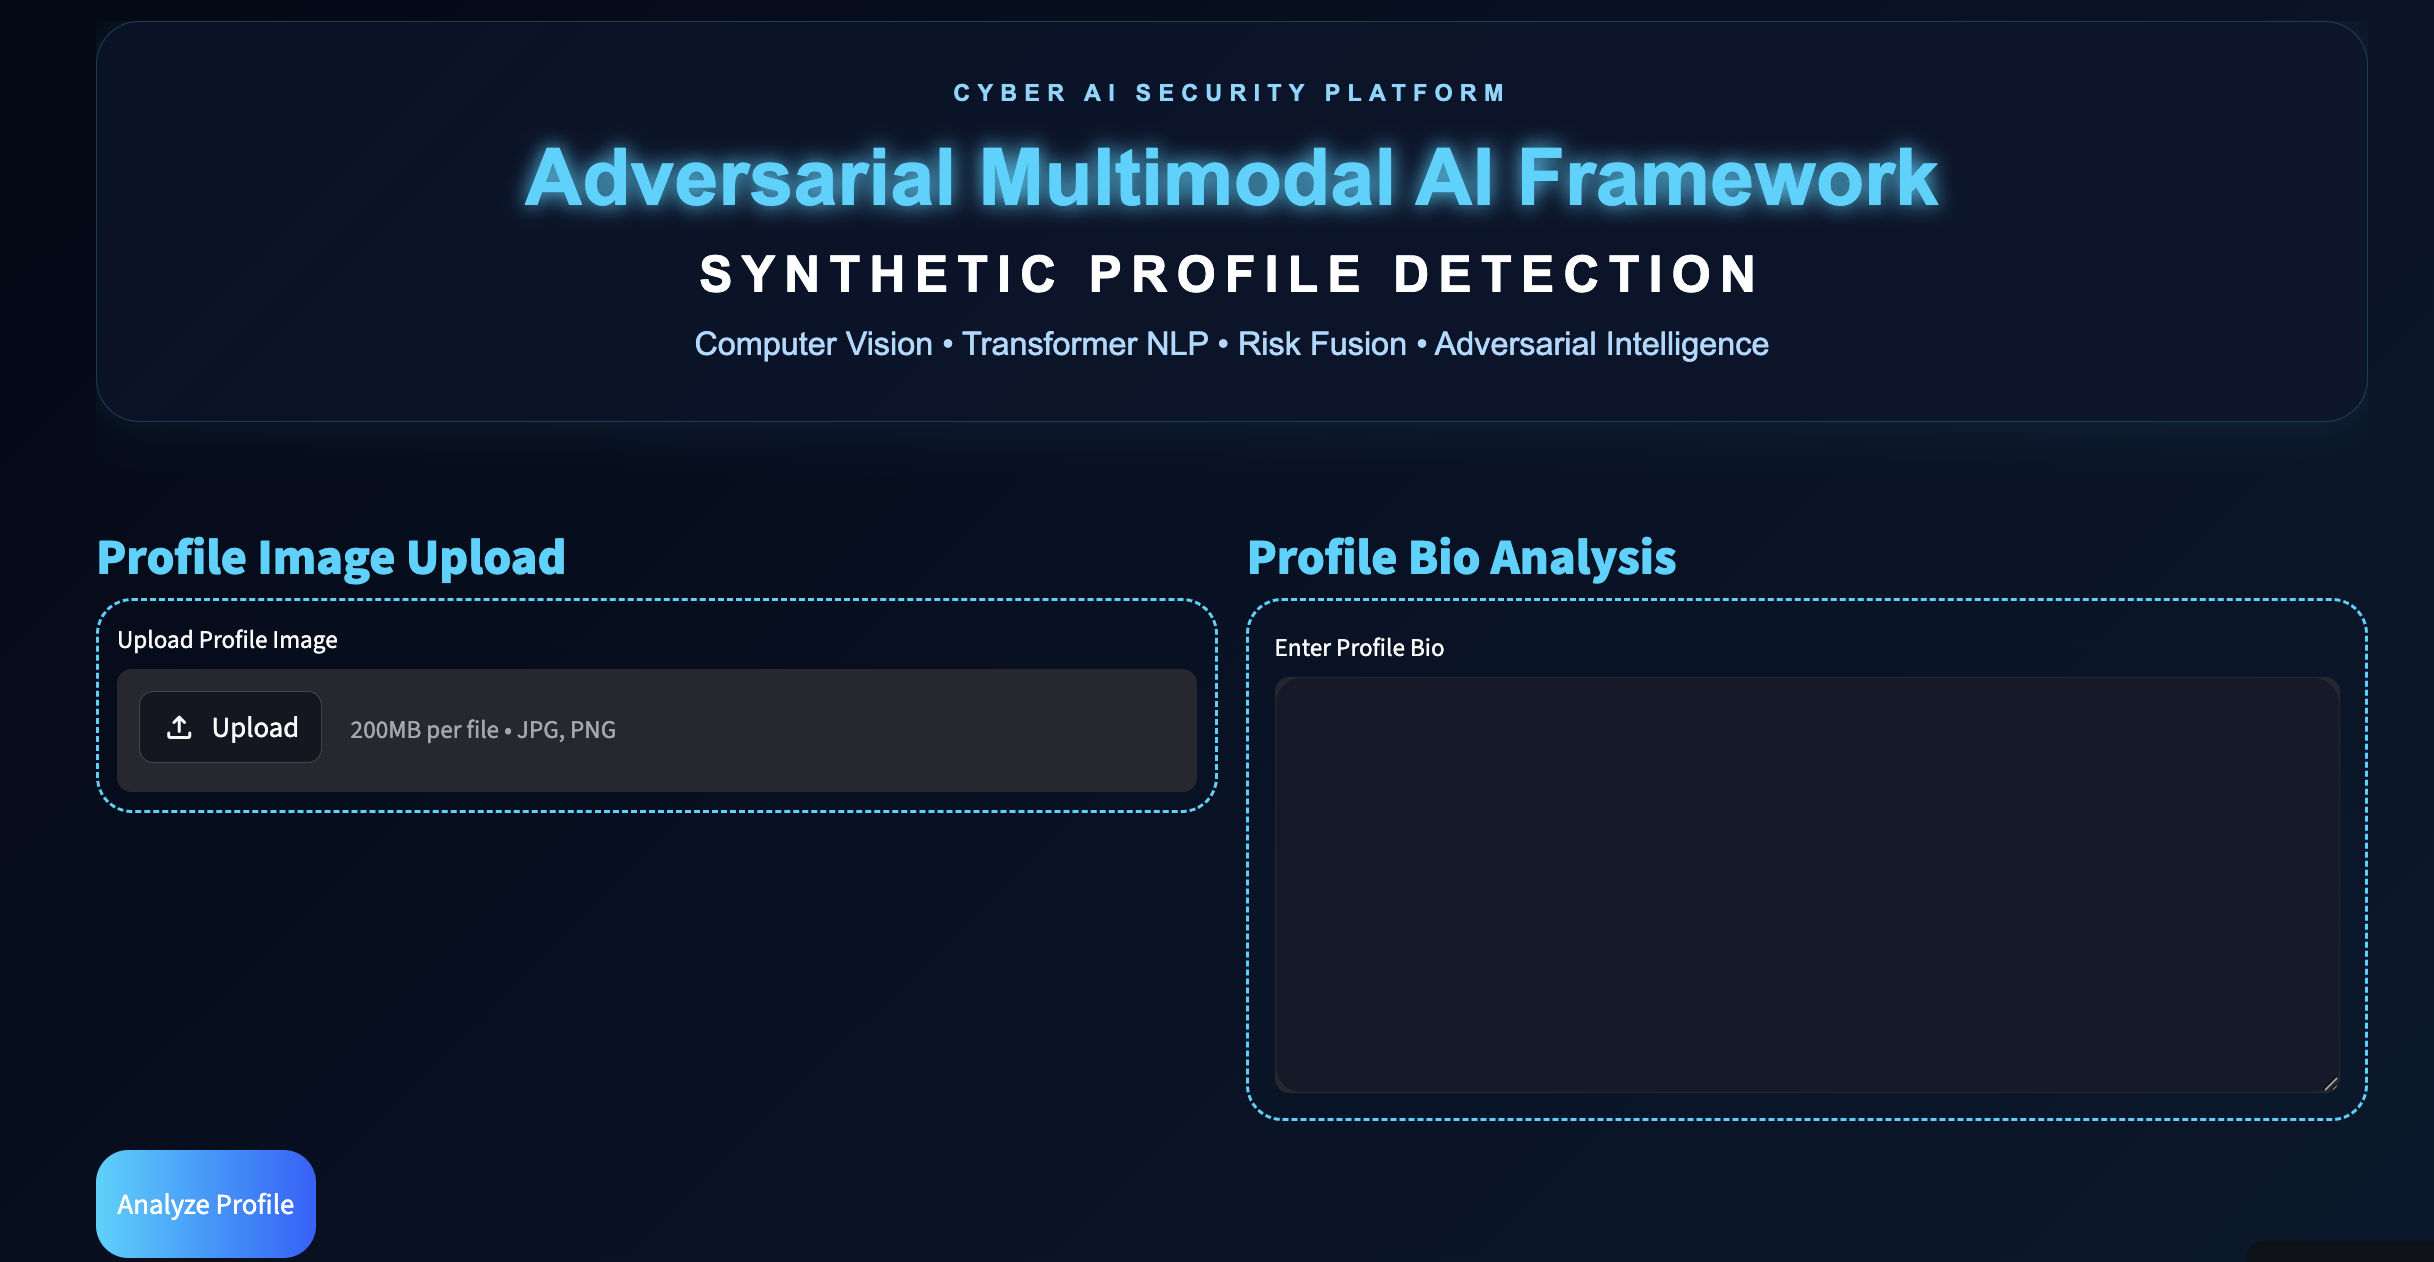 CYBER AI SECURITY PLATFORM
Adversarial Multimodal AI Framework
SYNTHETIC PROFILE DETECTION
Computer Vision • Transformer NLP • Risk Fusion • Adversarial Intelligence
Profile Image Upload
Upload Profile Image
Upload
200MB per file • JPG, PNG
Profile Bio Analysis
Enter Profile Bio
Analyze Profile